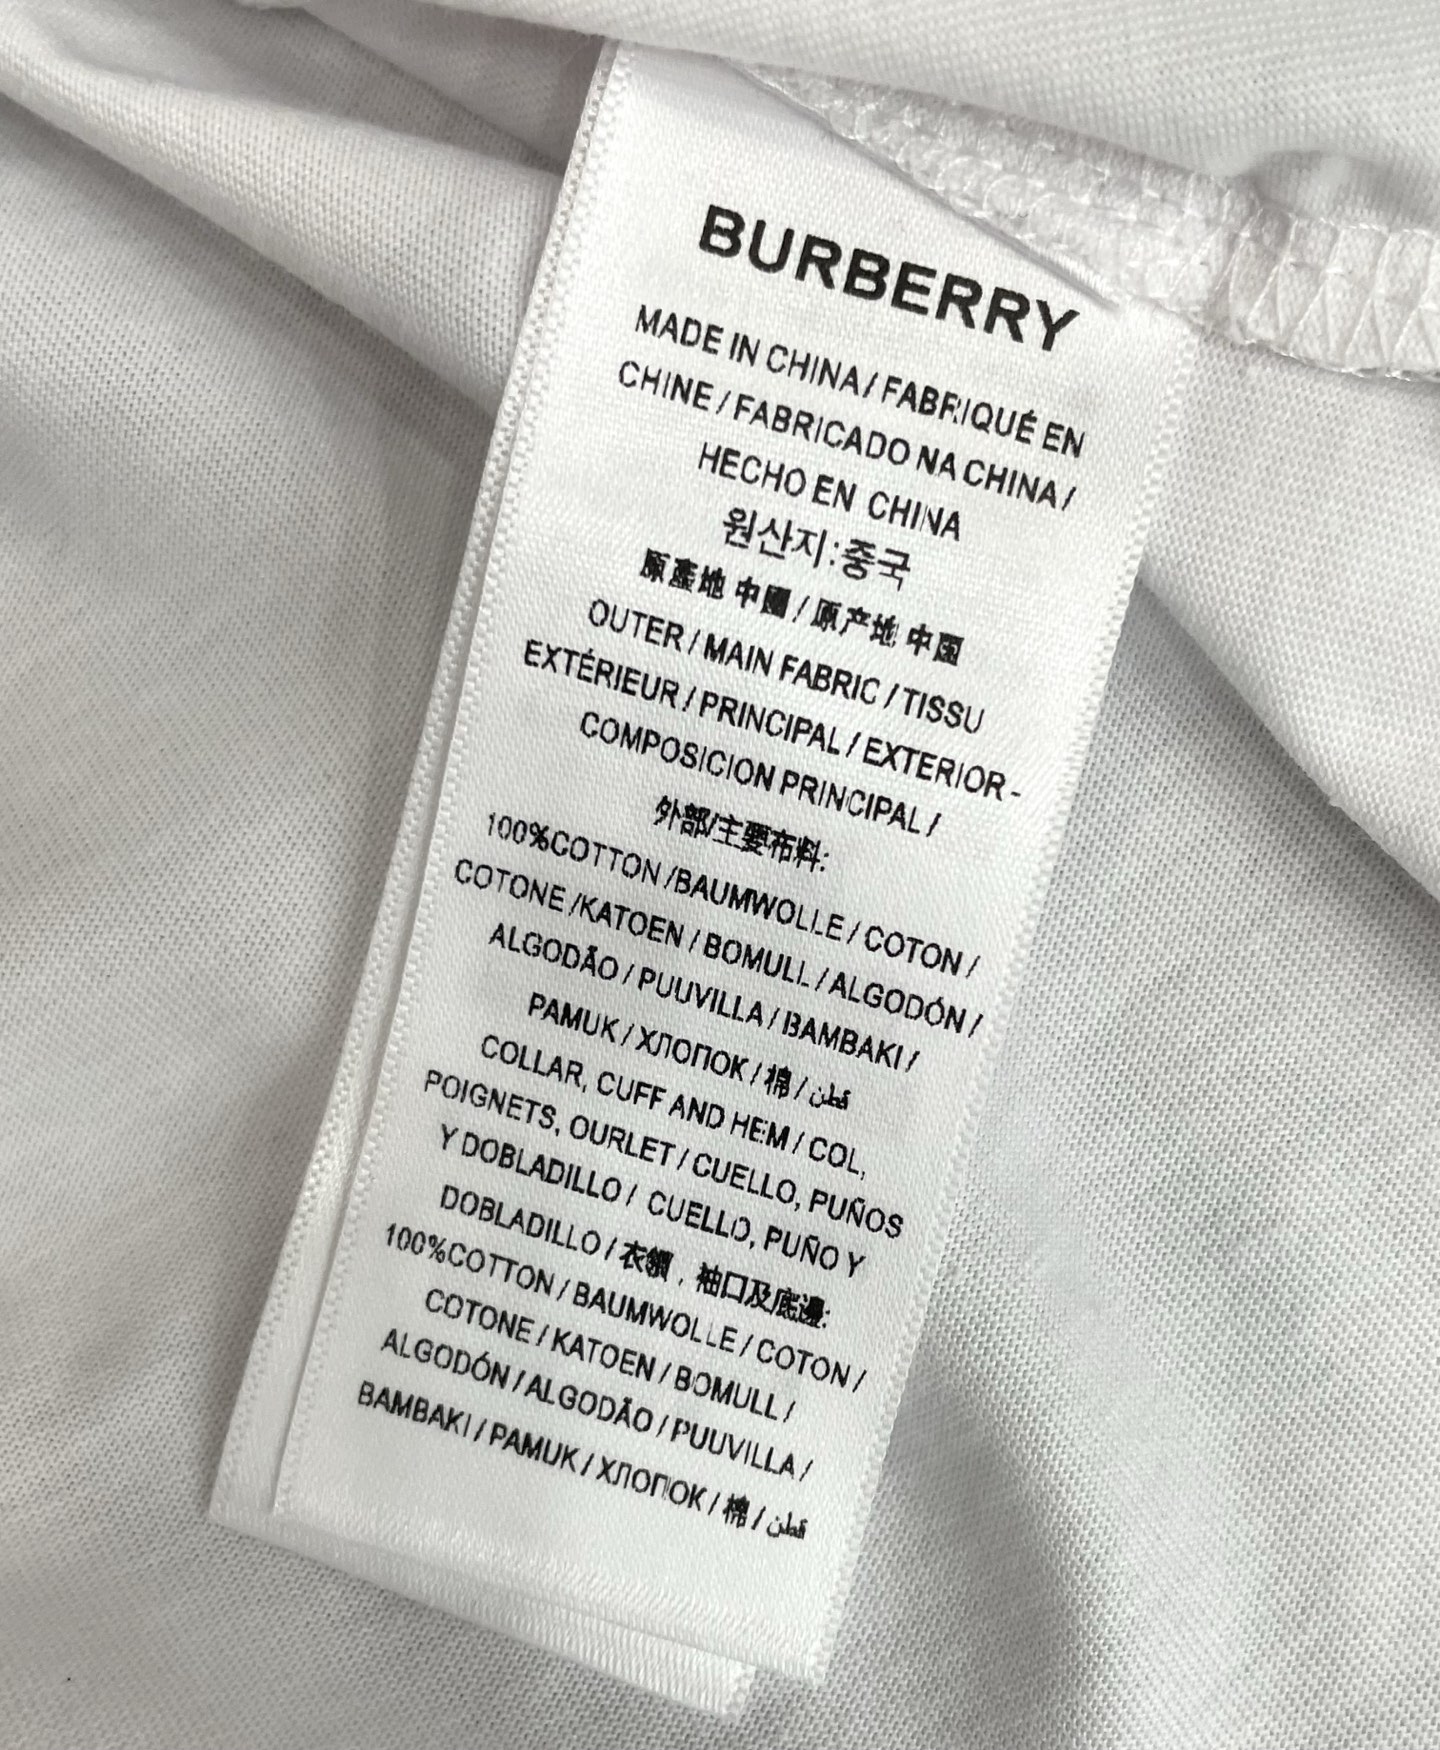 BURBERRY
MADE IN CHINA / FABRIQUÉ EN
CHINE / FABRICADO NA CHINA /
HECHO EN CHINA
원산지:중국
原產地 中國 / 原产地 中国
OUTER / MAIN FABRIC / TISSU
EXTÉRIEUR / PRINCIPAL / EXTERIOR -
COMPOSICION PRINCIPAL /
外部/主要布料:
100%COTTON /BAUMWOLLE / COTON /
COTONE /KATOEN / BOMULL / ALGODÓN /
ALGODÃO / PUUVILLA / BAMBAKI /
PAMUK / ХЛОПОК / 棉 / قطن
COLLAR, CUFF AND HEM / COL,
POIGNETS, OURLET / CUELLO, PUÑOS
Y DOBLADILLO / CUELLO, PUÑO Y
DOBLADILLO / 衣領，袖口及底邊:
100%COTTON / BAUMWOLLE / COTON /
COTONE / KATOEN / BOMULL /
ALGODÓN / ALGODÃO / PUUVILLA /
BAMBAKI / PAMUK / ХЛОПОК / 棉 / قطن